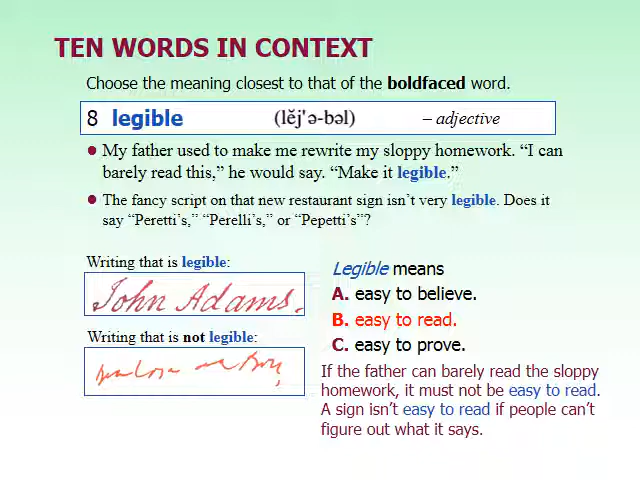 TEN WORDS IN CONTEXT
Choose the meaning closest to that of the boldfaced word.
8 legible (lĕj′ə-bəl) – adjective
• My father used to make me rewrite my sloppy homework. “I can
barely read this,” he would say. “Make it legible.”
• The fancy script on that new restaurant sign isn’t very legible. Does it
say “Peretti’s,” “Perelli’s,” or “Pepetti’s”?
Writing that is legible:
John Adams.
Writing that is not legible:
Legible means
A. easy to believe.
B. easy to read.
C. easy to prove.
If the father can barely read the sloppy
homework, it must not be easy to read.
A sign isn’t easy to read if people can’t
figure out what it says.